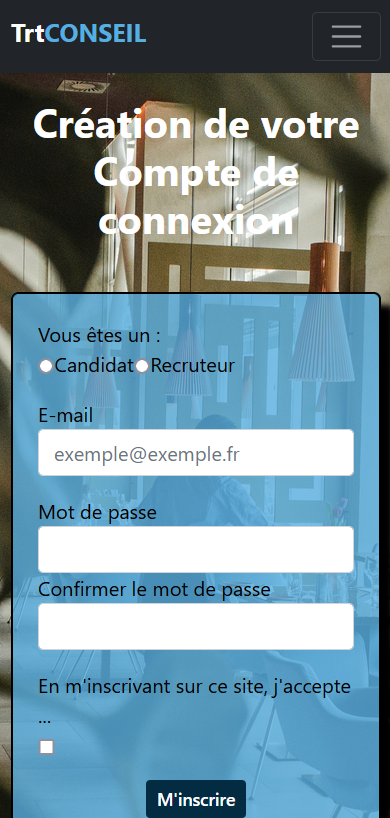 TrtCONSEIL
Création de votre
Compte de
connexion
Vous êtes un :
Candidat Recruteur
E-mail
exemple@exemple.fr
Mot de passe
Confirmer le mot de passe
En m'inscrivant sur ce site, j'accepte
...
M'inscrire